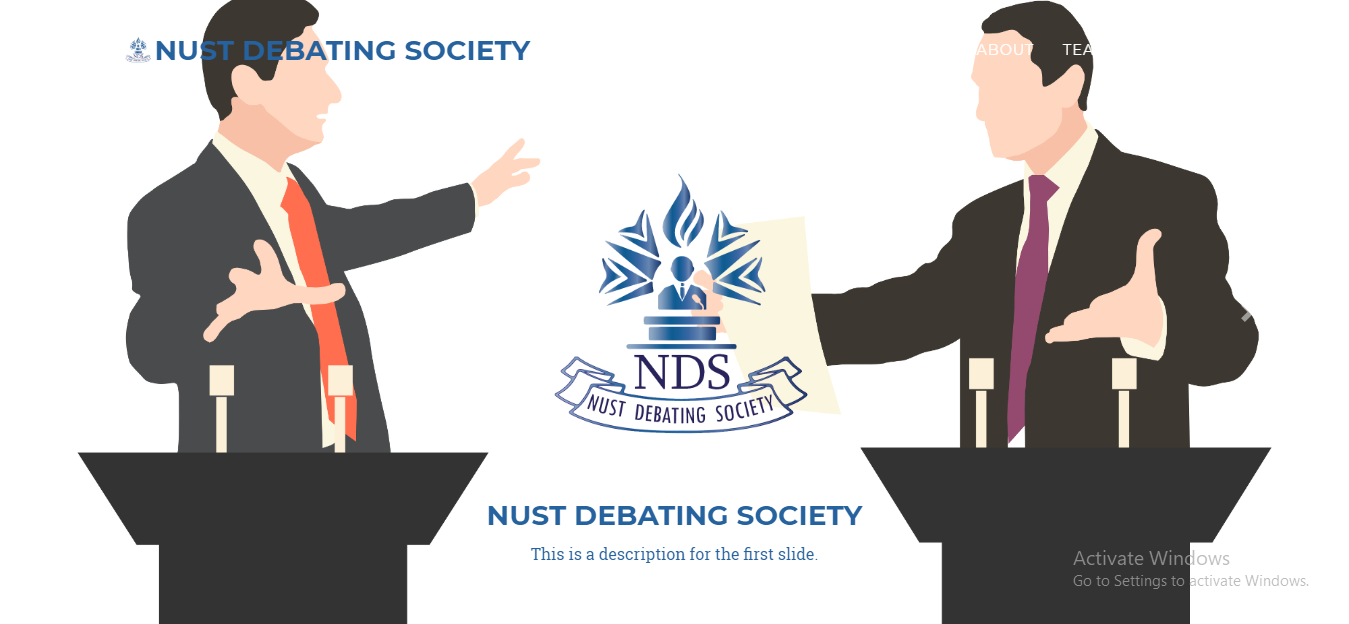 NUST DEBATING SOCIETY
ABOUT
NDS
NUST DEBATING SOCIETY
NUST DEBATING SOCIETY
This is a description for the first slide.
Activate Windows
Go to Settings to activate Windows.